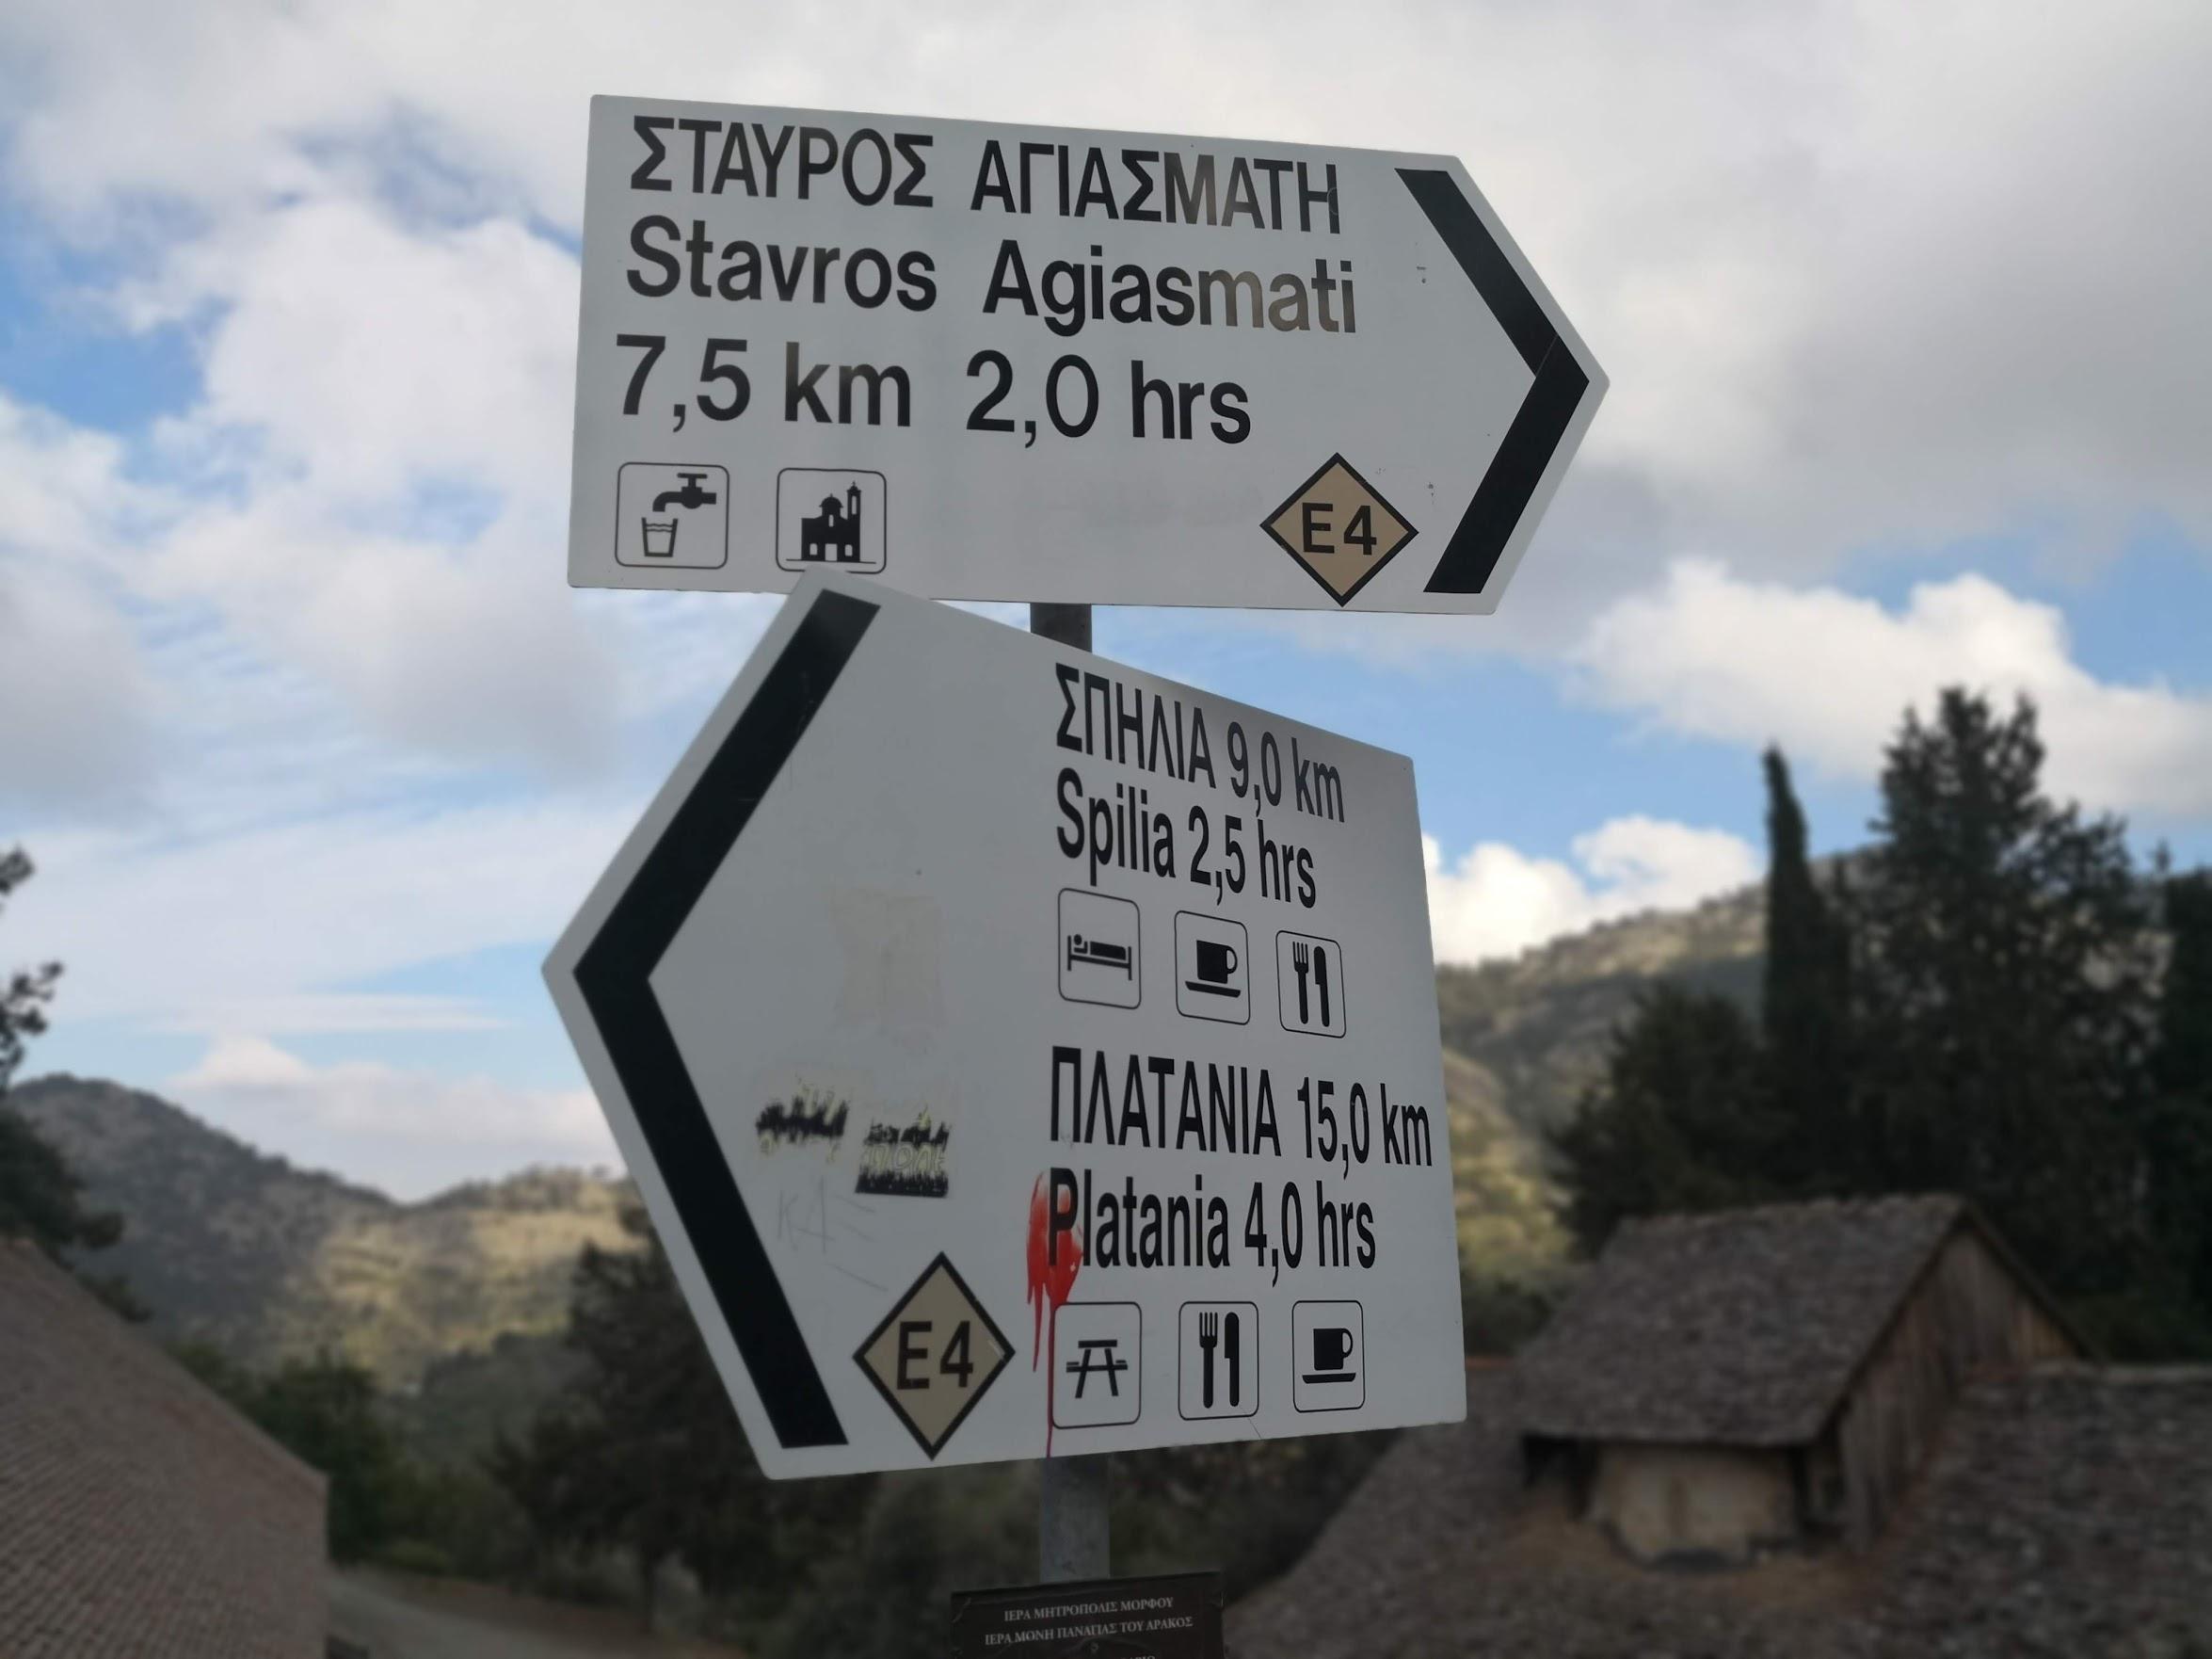 ΣΤΑΥΡΟΣ ΑΓΙΑΣΜΑΤΗ
Stavros Agiasmati
7,5 km 2,0 hrs
E4
ΣΠΗΛΙΑ 9,0 km
Spilia 2,5 hrs
ΠΛΑΤΑΝΙΑ 15,0 km
Platania 4,0 hrs
E4
ΙΕΡΑ ΜΗΤΡΟΠΟΛΙΣ ΜΟΡΦΟΥ
ΙΕΡΑ ΜΟΝΗ ΠΑΝΑΓΙΑΣ ΤΟΥ ΑΡΑΚΟΣ